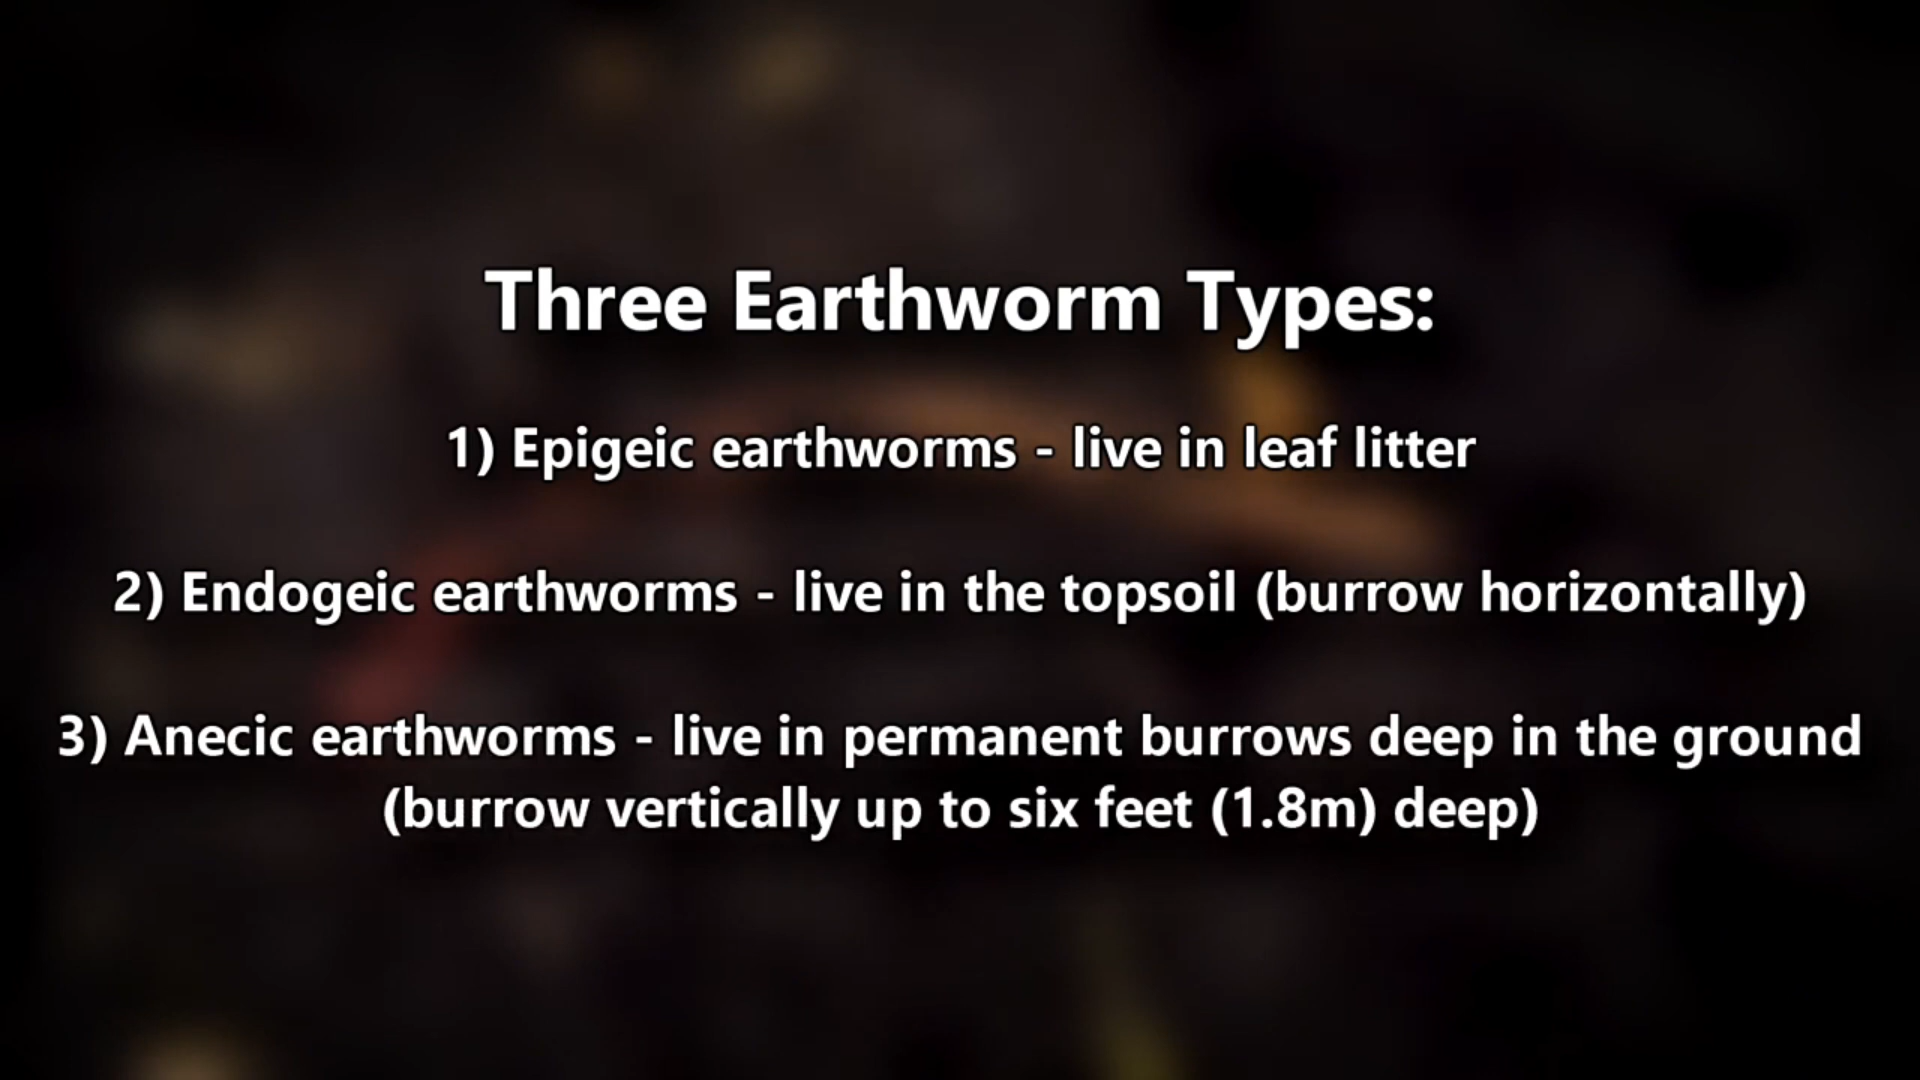 Three Earthworm Types:
1) Epigeic earthworms - live in leaf litter
2) Endogeic earthworms - live in the topsoil (burrow horizontally)
3) Anecic earthworms - live in permanent burrows deep in the ground
(burrow vertically up to six feet (1.8m) deep)